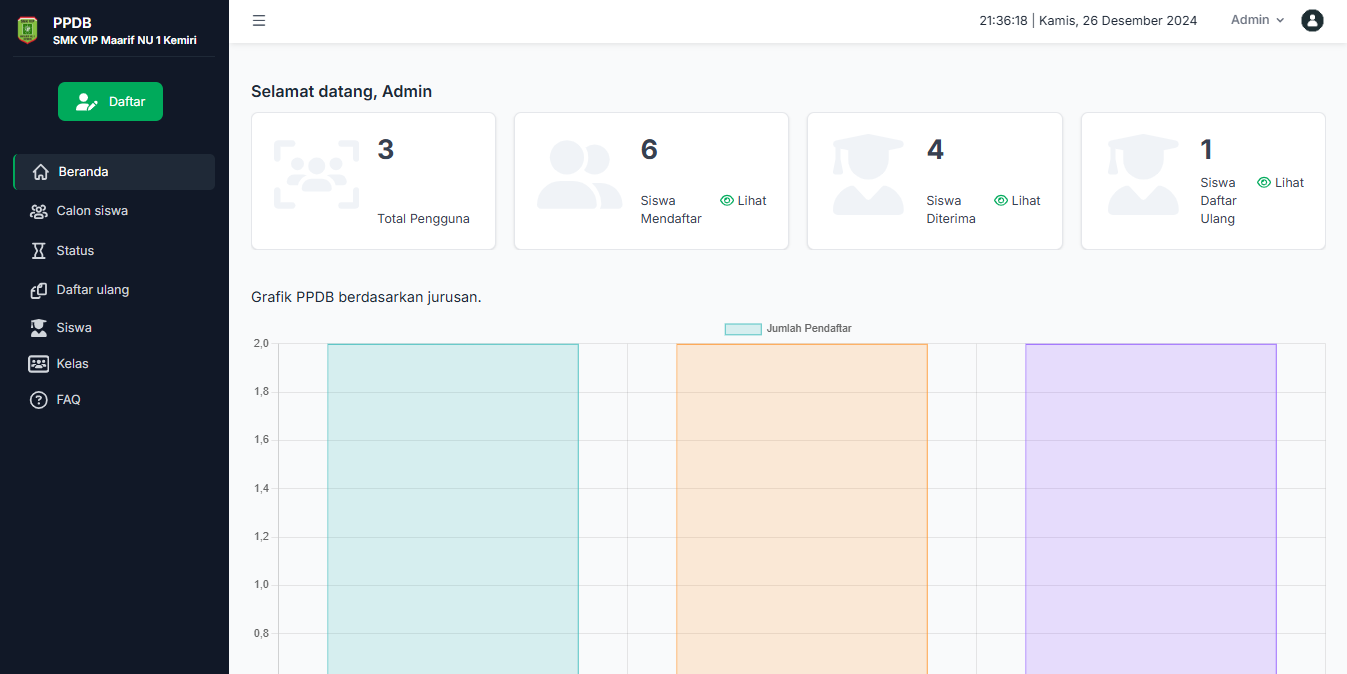 PPDB
SMK VIP Maarif NU 1 Kemiri
21:36:18 | Kamis, 26 Desember 2024
Admin
Daftar
Beranda
Calon siswa
Status
Daftar ulang
Siswa
Kelas
FAQ
Selamat datang, Admin
3
Total Pengguna
6
Siswa
Mendaftar
Lihat
4
Siswa
Diterima
Lihat
1
Siswa
Daftar
Ulang
Lihat
Grafik PPDB berdasarkan jurusan.
Jumlah Pendaftar
2,0
1,8
1,6
1,4
1,2
1,0
0,8